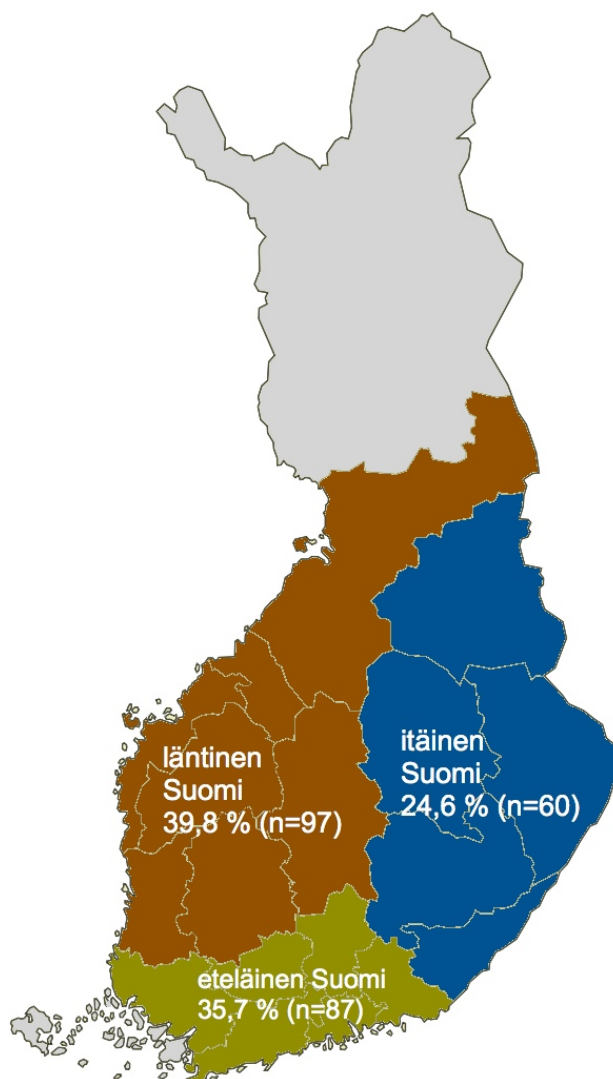 läntinen
Suomi
39,8 % (n=97)
itäinen
Suomi
24,6 % (n=60)
eteläinen Suomi
35,7 % (n=87)